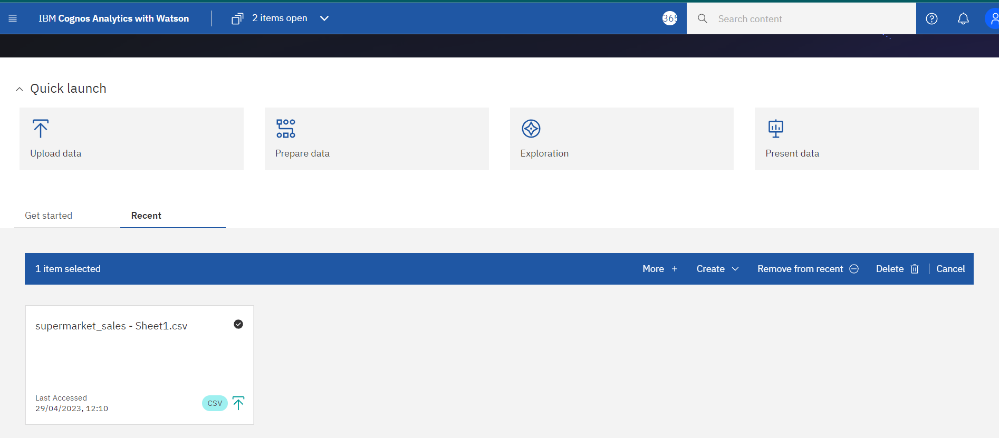 IBM Cognos Analytics with Watson
2 items open
365
Search content
Quick launch
Upload data
Prepare data
Exploration
Present data
Get started
Recent
1 item selected
More
Create
Remove from recent
Delete
Cancel
supermarket_sales - Sheet1.csv
Last Accessed
29/04/2023, 12:10
CSV